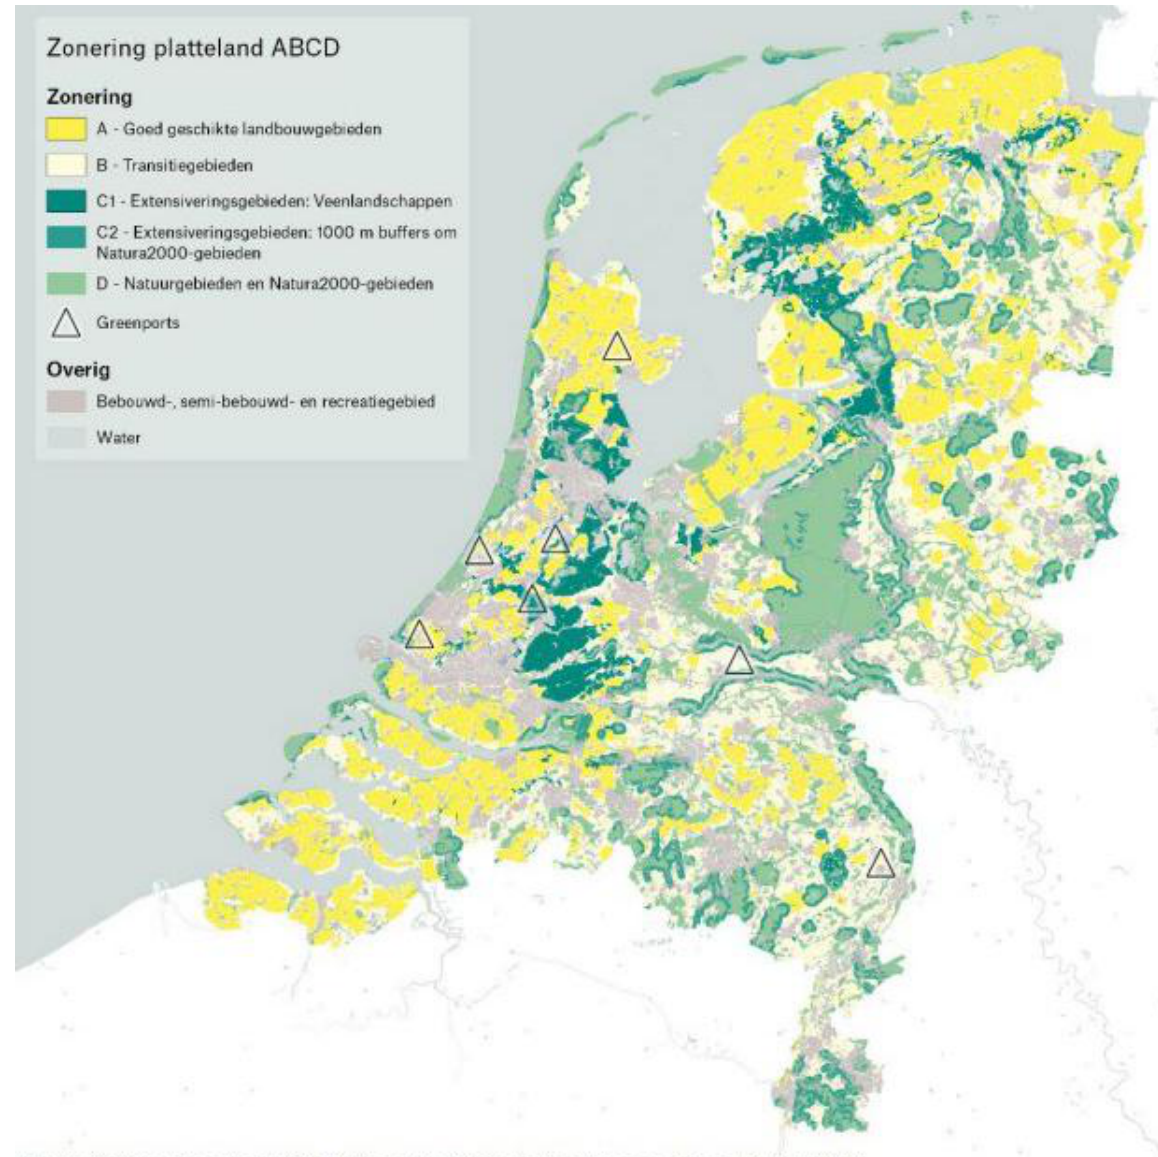 Zonering platteland ABCD
Zonering
A - Goed geschikte landbouwgebieden
B - Transitiegebieden
C1 - Extensiveringsgebieden: Veenlandschappen
C2 - Extensiveringsgebieden: 1000 m buffers om
Natura2000-gebieden
D - Natuurgebieden en Natura2000-gebieden
Greenports
Overig
Bebouwd-, semi-bebouwd- en recreatiegebied
Water